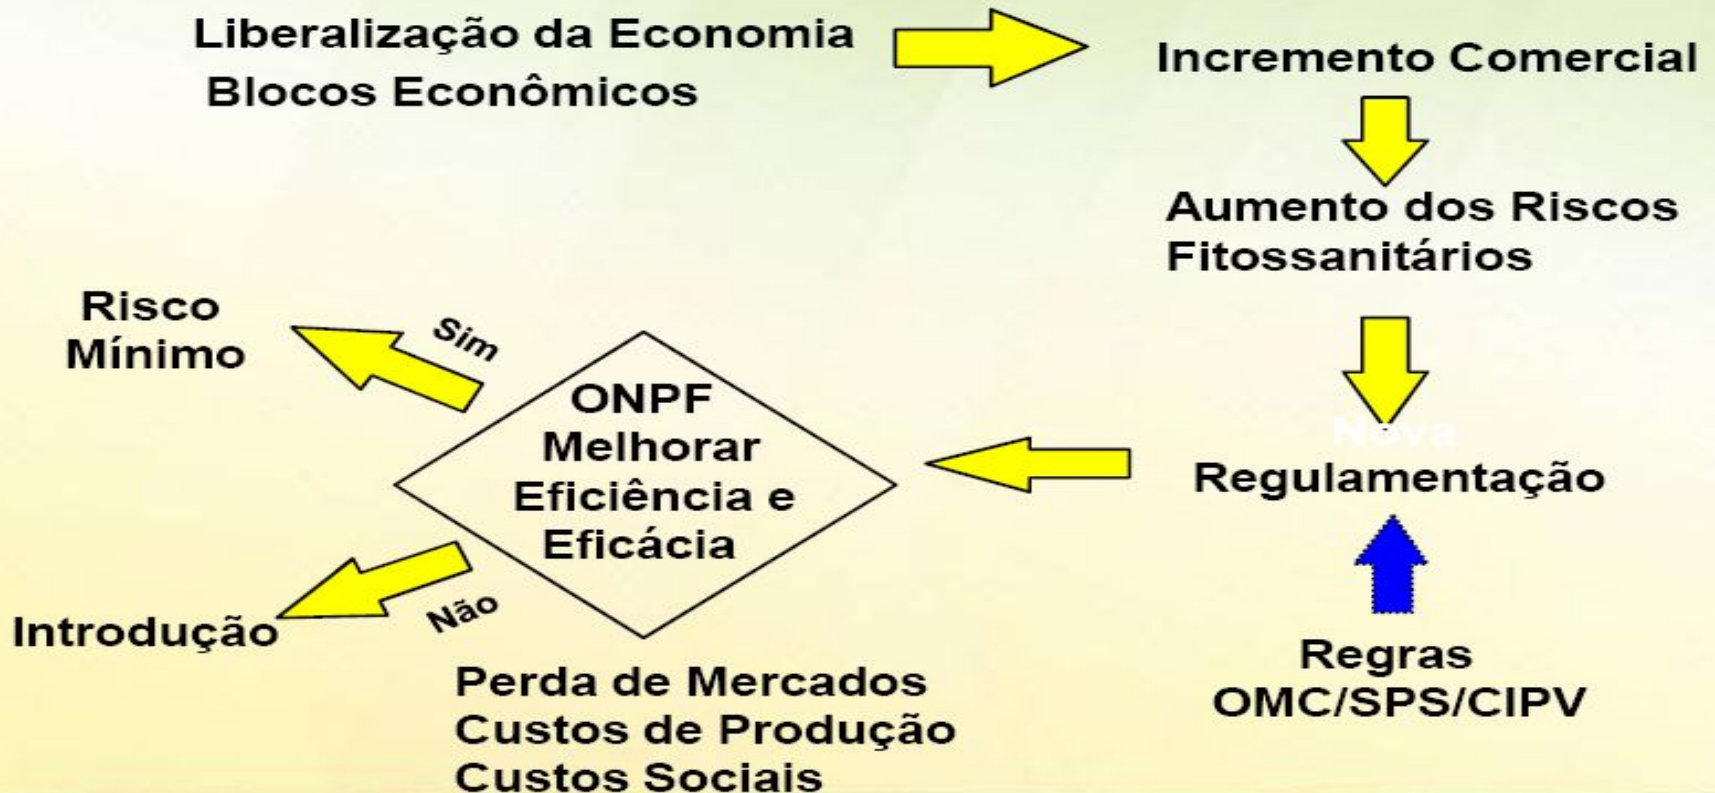 Liberalização da Economia
Blocos Econômicos
Incremento Comercial
Aumento dos Riscos
Fitossanitários
Nova
Regulamentação
Regras
OMC/SPS/CIPV
ONPF
Melhorar
Eficiência e
Eficácia
Sim
Risco
Mínimo
Não
Introdução
Perda de Mercados
Custos de Produção
Custos Sociais